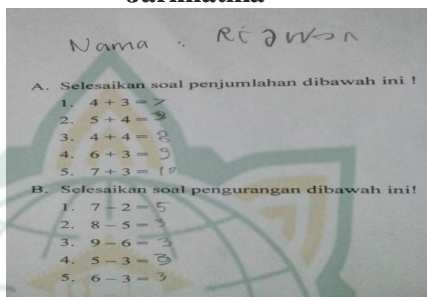 Nama :
A. Selesaikan soal penjumlahan dibawah ini !
1. 4 + 3 = 7
2. 5 + 4 = 9
3. 4 + 4 = 8
4. 6 + 3 = 9
5. 7 + 3 = 10
B. Selesaikan soal pengurangan dibawah ini!
1. 7 – 2 = 5
2. 8 – 5 = 3
3. 9 – 6 = 3
4. 5 – 3 =
5. 6 – 3 = 3